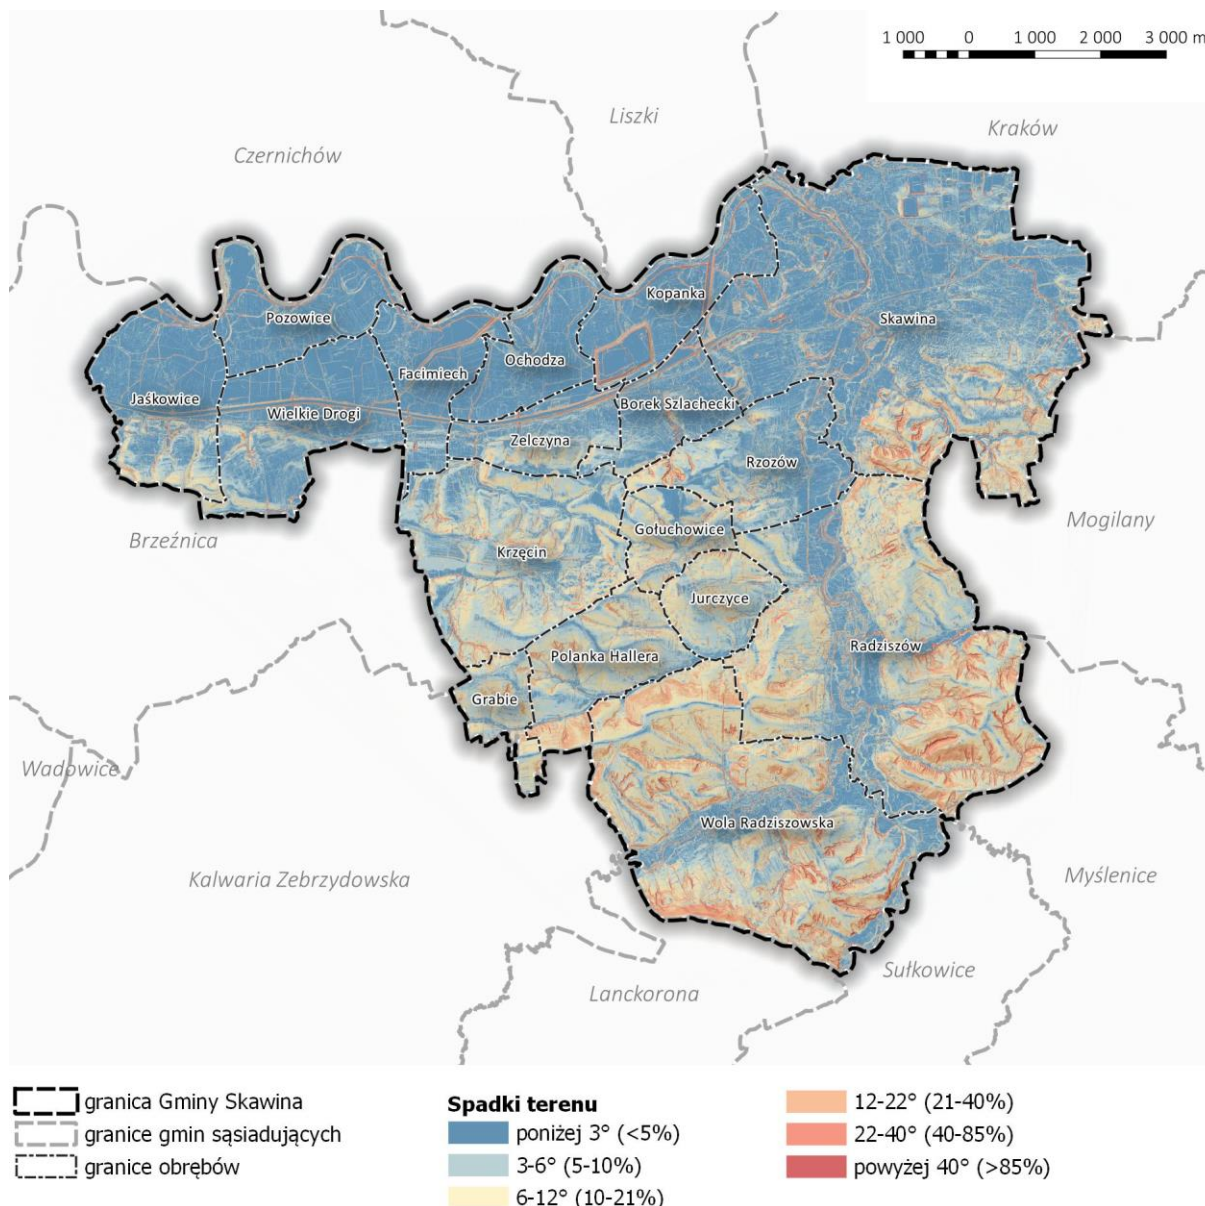 1 000 0 1 000 2 000 3 000 m
Liszki
Kraków
Czernichów
Kopanka
Pozowice
Skawina
Ochodza
Facimiech
Jaśkowice
Borek Szlachecki
Wielkie Drogi
Zelczyna
Rzozów
Mogilany
Gołuchowice
Brzeźnica
Krzęcin
Jurczyce
Radziszów
Polanka Hallera
Grabie
Wadowice
Wola Radziszowska
Myślenice
Kalwaria Zebrzydowska
Sułkowice
Lanckorona
granica Gminy Skawina
granice gmin sąsiadujących
granice obrębów
Spadki terenu
poniżej 3° (<5%)
3-6° (5-10%)
6-12° (10-21%)
12-22° (21-40%)
22-40° (40-85%)
powyżej 40° (>85%)